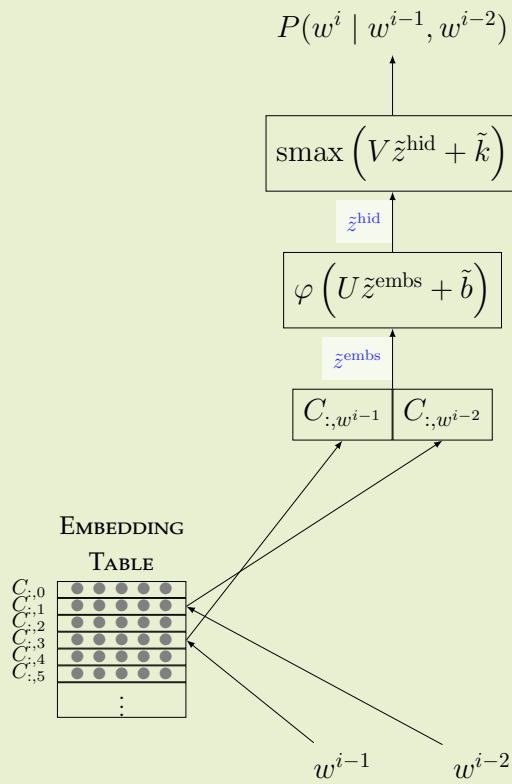 P(w^i | w^{i−1}, w^{i−2})
smax (V z̃^hid + k̃)
z̃^hid
φ (U z̃^embs + b̃)
z̃^embs
C_{:,w^{i−1}} C_{:,w^{i−2}}
EMBEDDING
TABLE
C_{:,0}
C_{:,1}
C_{:,2}
C_{:,3}
C_{:,4}
C_{:,5}
⋮
w^{i−1} w^{i−2}